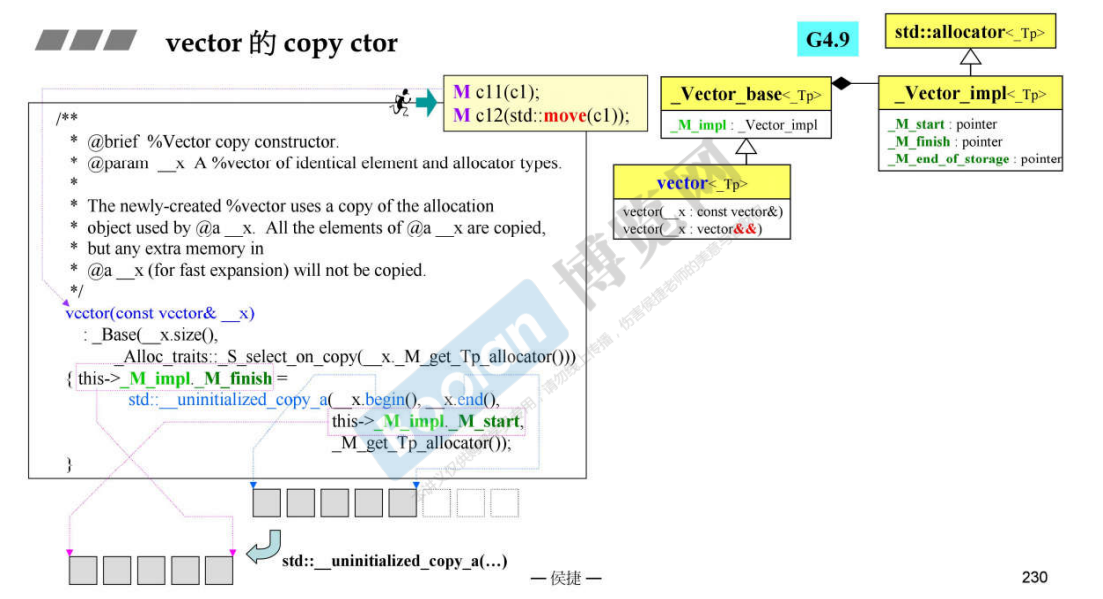 vector 的 copy ctor
G4.9
std::allocator<_Tp>
M c11(c1);
M c12(std::move(c1));
_Vector_base<_Tp>
_M_impl : _Vector_impl
_Vector_impl<_Tp>
_M_start : pointer
_M_finish : pointer
_M_end_of_storage : pointer
vector<_Tp>
vector(__x : const vector&)
vector(__x : vector&&)
/**
* @brief %Vector copy constructor.
* @param __x A %vector of identical element and allocator types.
*
* The newly-created %vector uses a copy of the allocation
* object used by @a __x. All the elements of @a __x are copied,
* but any extra memory in
* @a __x (for fast expansion) will not be copied.
*/
vector(const vector& __x)
: _Base(__x.size(),
_Alloc_traits::_S_select_on_copy(__x._M_get_Tp_allocator()))
{ this->_M_impl._M_finish =
std::__uninitialized_copy_a(__x.begin(), __x.end(),
this->_M_impl._M_start,
_M_get_Tp_allocator());
}
std::__uninitialized_copy_a(…)
Boolan 博览网
— 侯捷 —
230